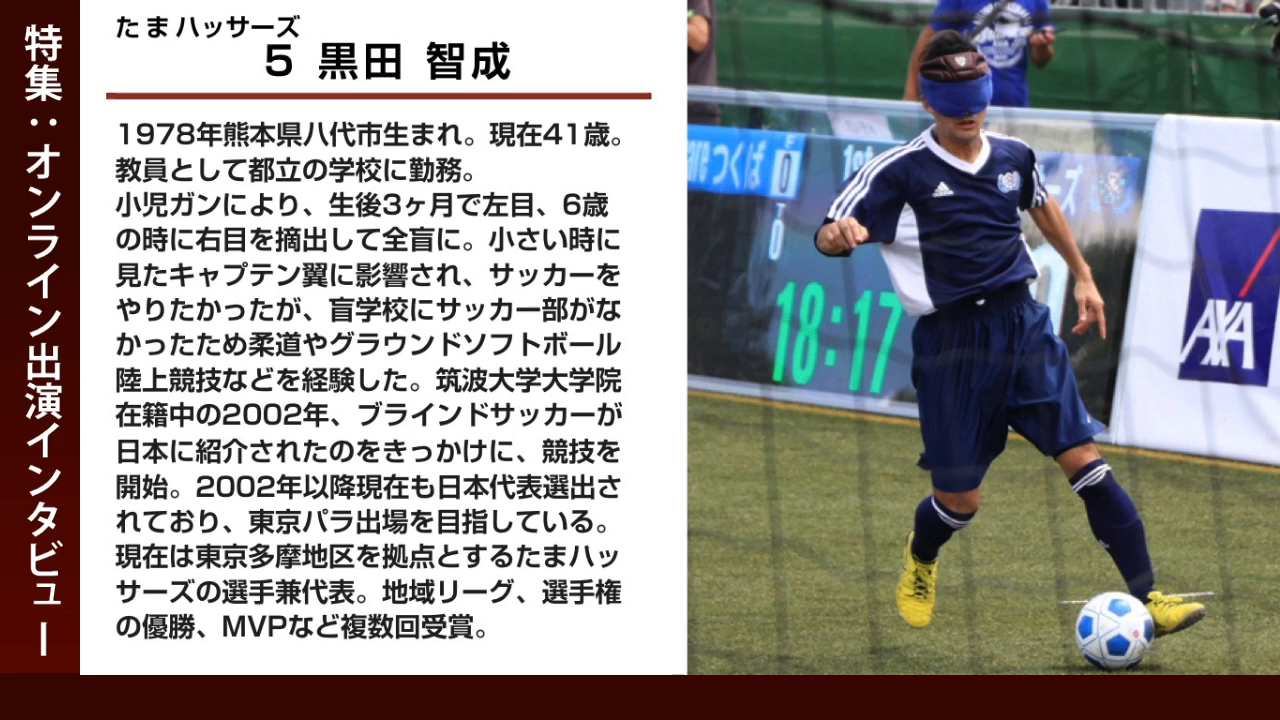 特集：オンライン出演インタビュー
たまハッサーズ
5 黒田 智成
1978年熊本県八代市生まれ。現在41歳。
教員として都立の学校に勤務。
小児ガンにより、生後3ヶ月で左目、6歳
の時に右目を摘出して全盲に。小さい時に
見たキャプテン翼に影響され、サッカーを
やりたかったが、盲学校にサッカー部がな
かったため柔道やグラウンドソフトボール
陸上競技などを経験した。筑波大学大学院
在籍中の2002年、ブラインドサッカーが
日本に紹介されたのをきっかけに、競技を
開始。2002年以降現在も日本代表選出さ
れており、東京パラ出場を目指している。
現在は東京多摩地区を拠点とするたまハッ
サーズの選手兼代表。地域リーグ、選手権
の優勝、MVPなど複数回受賞。
つくば
0
1st
ーズ
T
0
0
18:17
AXA
adidas